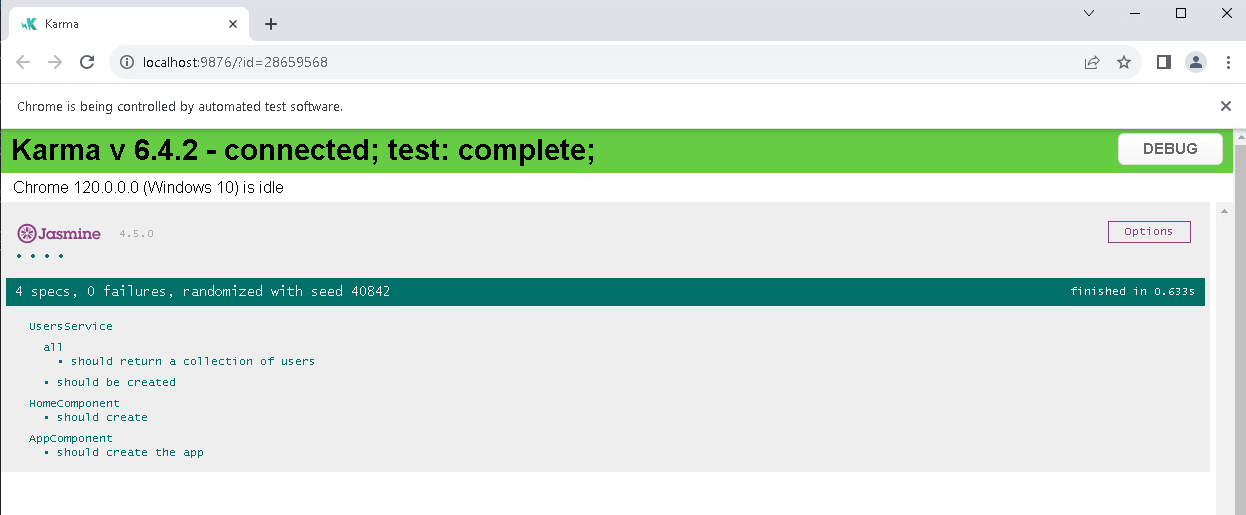 Karma
localhost:9876/?id=28659568
Chrome is being controlled by automated test software.
Karma v 6.4.2 - connected; test: complete;
DEBUG
Chrome 120.0.0.0 (Windows 10) is idle
Jasmine 4.5.0
Options
• • • •
4 specs, 0 failures, randomized with seed 40842
finished in 0.633s
UsersService
all
• should return a collection of users
• should be created
HomeComponent
• should create
AppComponent
• should create the app